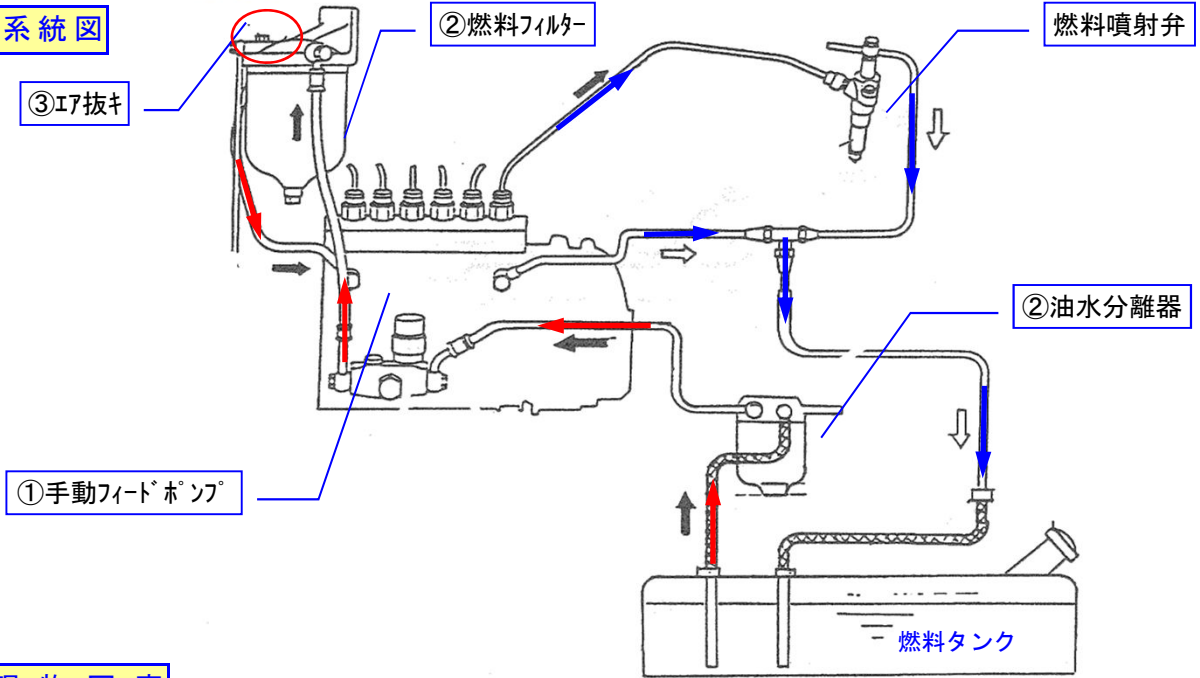 系統図
②燃料ﾌｨﾙﾀｰ
燃料噴射弁
③ｴｱ抜ｷ
②油水分離器
①手動ﾌｨｰﾄﾞﾎﾟﾝﾌﾟ
燃料タンク